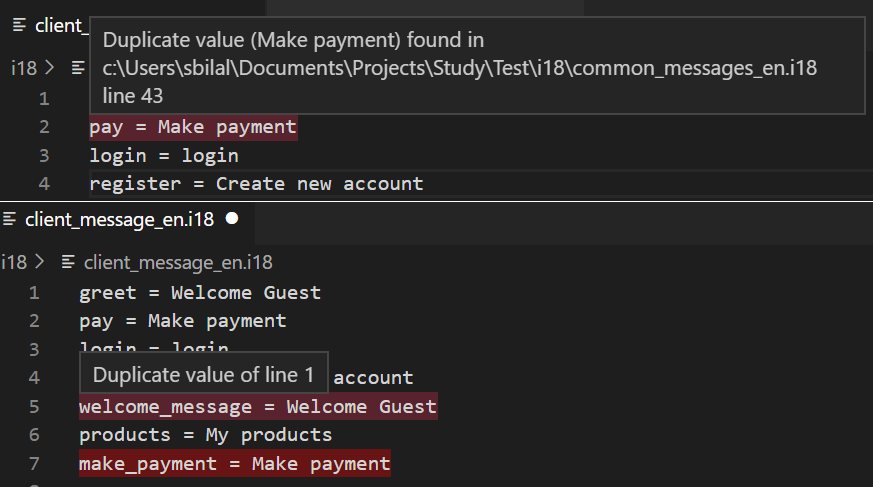 client_
Duplicate value (Make payment) found in
c:\Users\sbilal\Documents\Projects\Study\Test\i18\common_messages_en.i18
line 43
i18 >
1
2 pay = Make payment
3 login = login
4 register = Create new account
client_message_en.i18
i18 > client_message_en.i18
1 greet = Welcome Guest
2 pay = Make payment
3 login = login
Duplicate value of line 1
4 account
5 welcome_message = Welcome Guest
6 products = My products
7 make_payment = Make payment